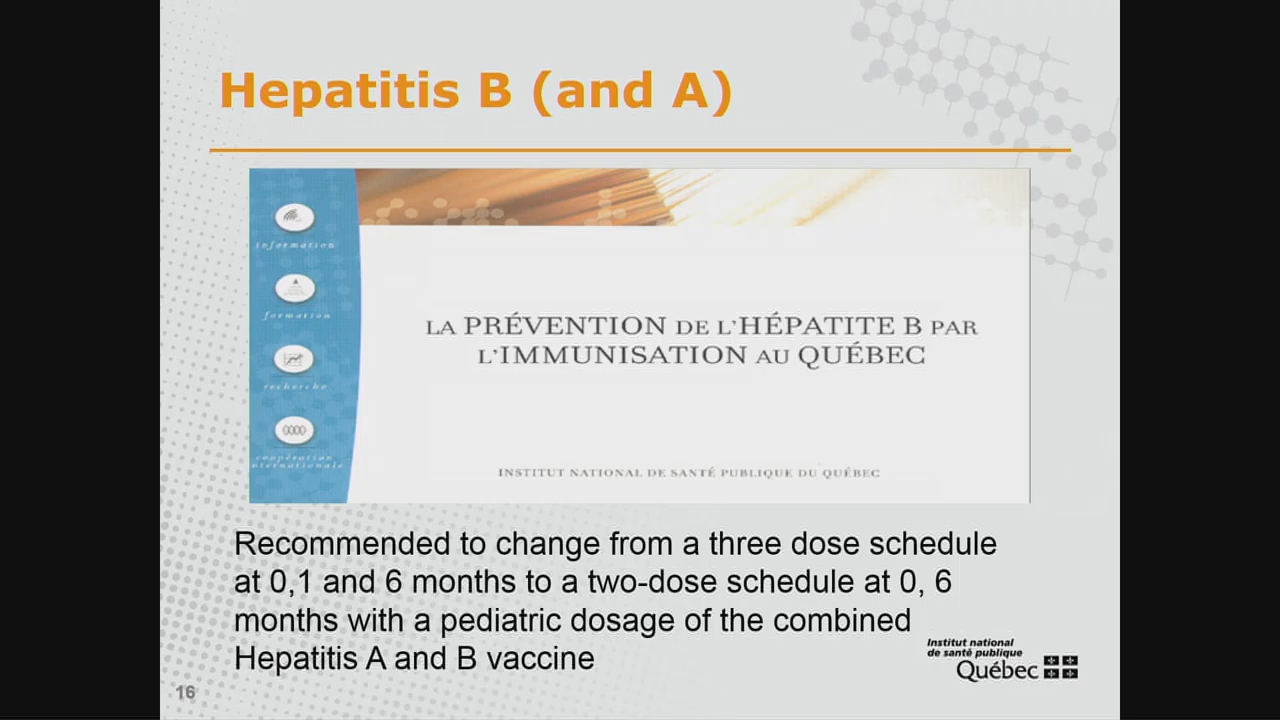 Hepatitis B (and A)
information
formation
recherche
coopération
internationale
LA PRÉVENTION DE L'HÉPATITE B PAR
L'IMMUNISATION AU QUÉBEC
INSTITUT NATIONAL DE SANTÉ PUBLIQUE DU QUÉBEC
Recommended to change from a three dose schedule
at 0,1 and 6 months to a two-dose schedule at 0, 6
months with a pediatric dosage of the combined
Hepatitis A and B vaccine
Institut national
de santé publique
Québec
16